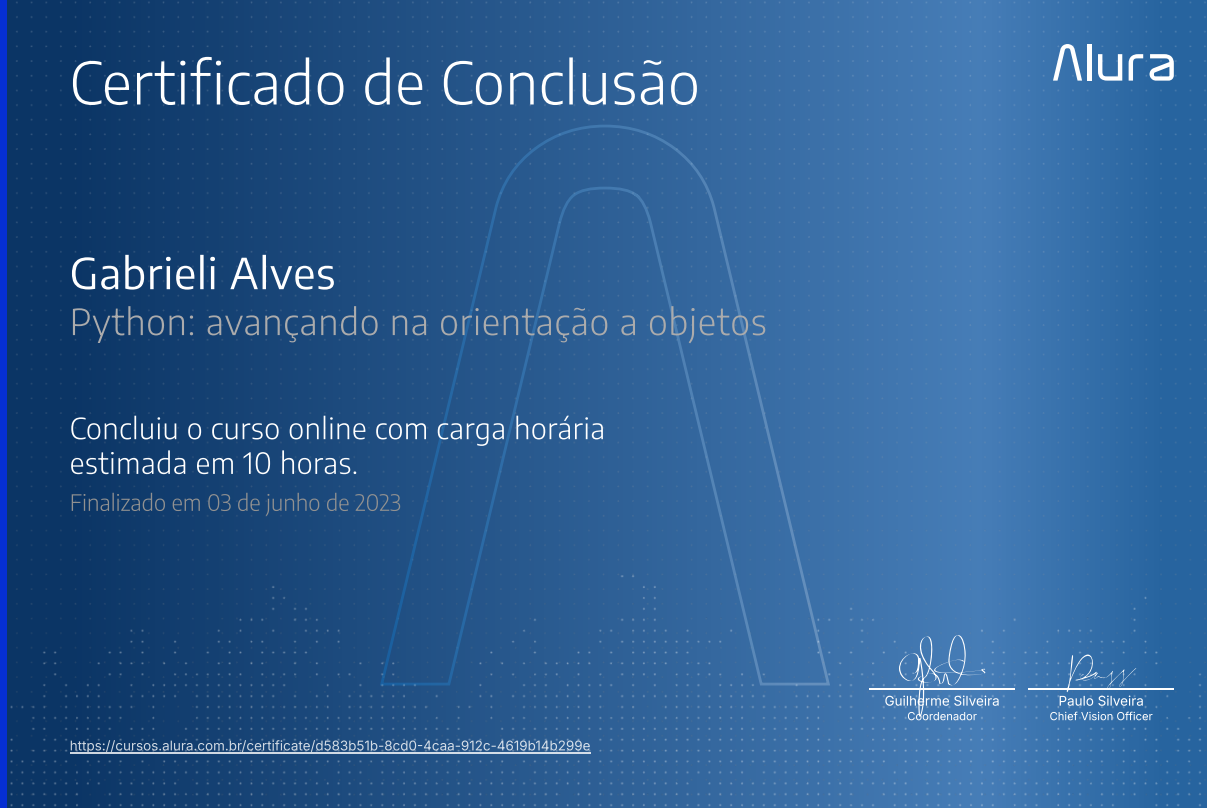 Certificado de Conclusão
Alura
Gabrieli Alves
Python: avançando na orientação a objetos
Concluiu o curso online com carga horária
estimada em 10 horas.
Finalizado em 03 de junho de 2023
Guilherme Silveira
Coordenador
Paulo Silveira
Chief Vision Officer
https://cursos.alura.com.br/certificate/d583b51b-8cd0-4caa-912c-4619b14b299e